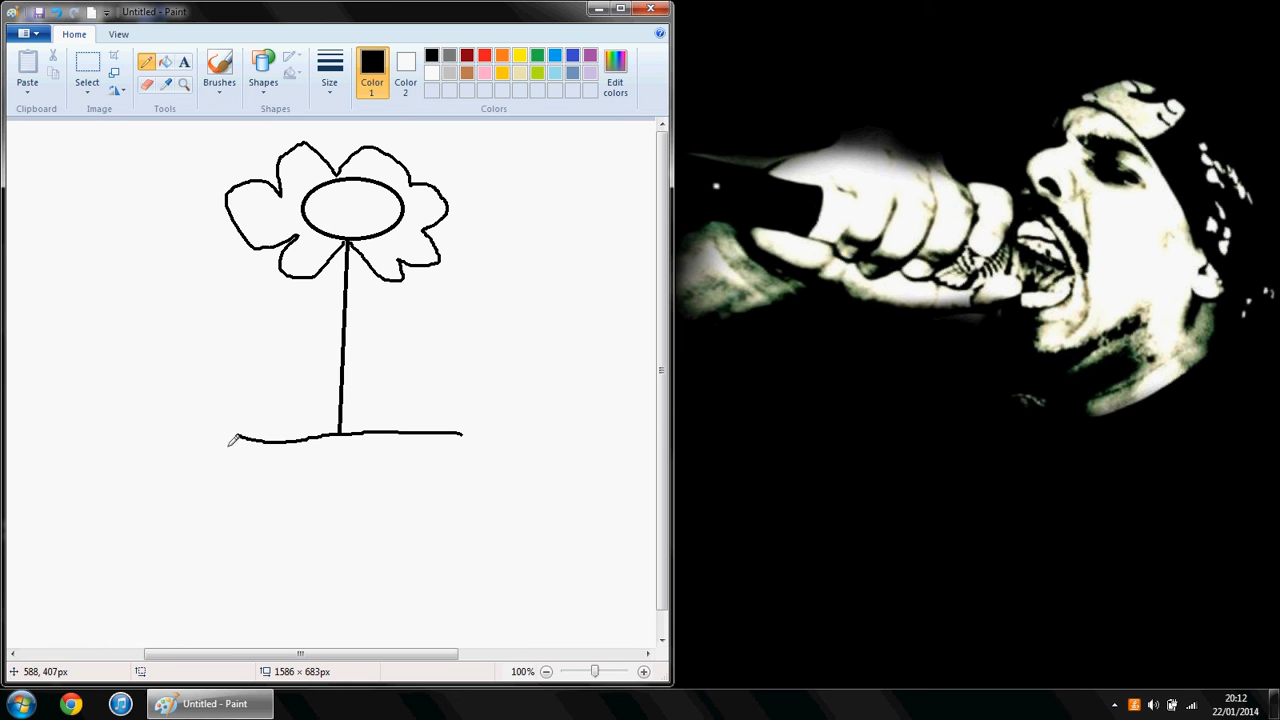 Untitled - Paint
Home
View
Paste
Select
Brushes
Shapes
Size
Color
1
Color
2
Edit
colors
Clipboard
Image
Tools
Shapes
Colors
A
588, 407px
1586 × 683px
100%
Untitled - Paint
20:12
22/01/2014